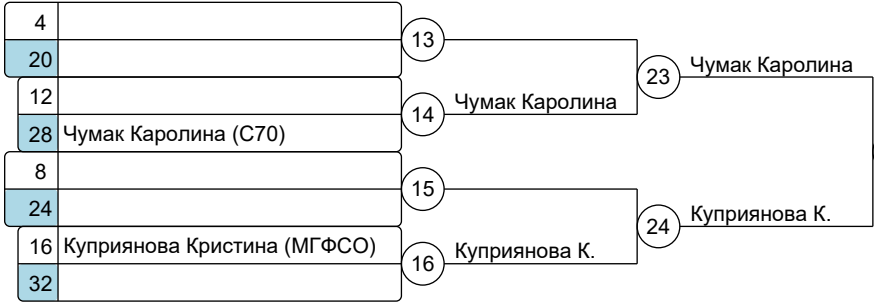 4
20
13
12
28 Чумак Каролина (С70)
14 Чумак Каролина
23 Чумак Каролина
8
24
15
16 Куприянова Кристина (МГФСО)
32
16 Куприянова К.
24 Куприянова К.